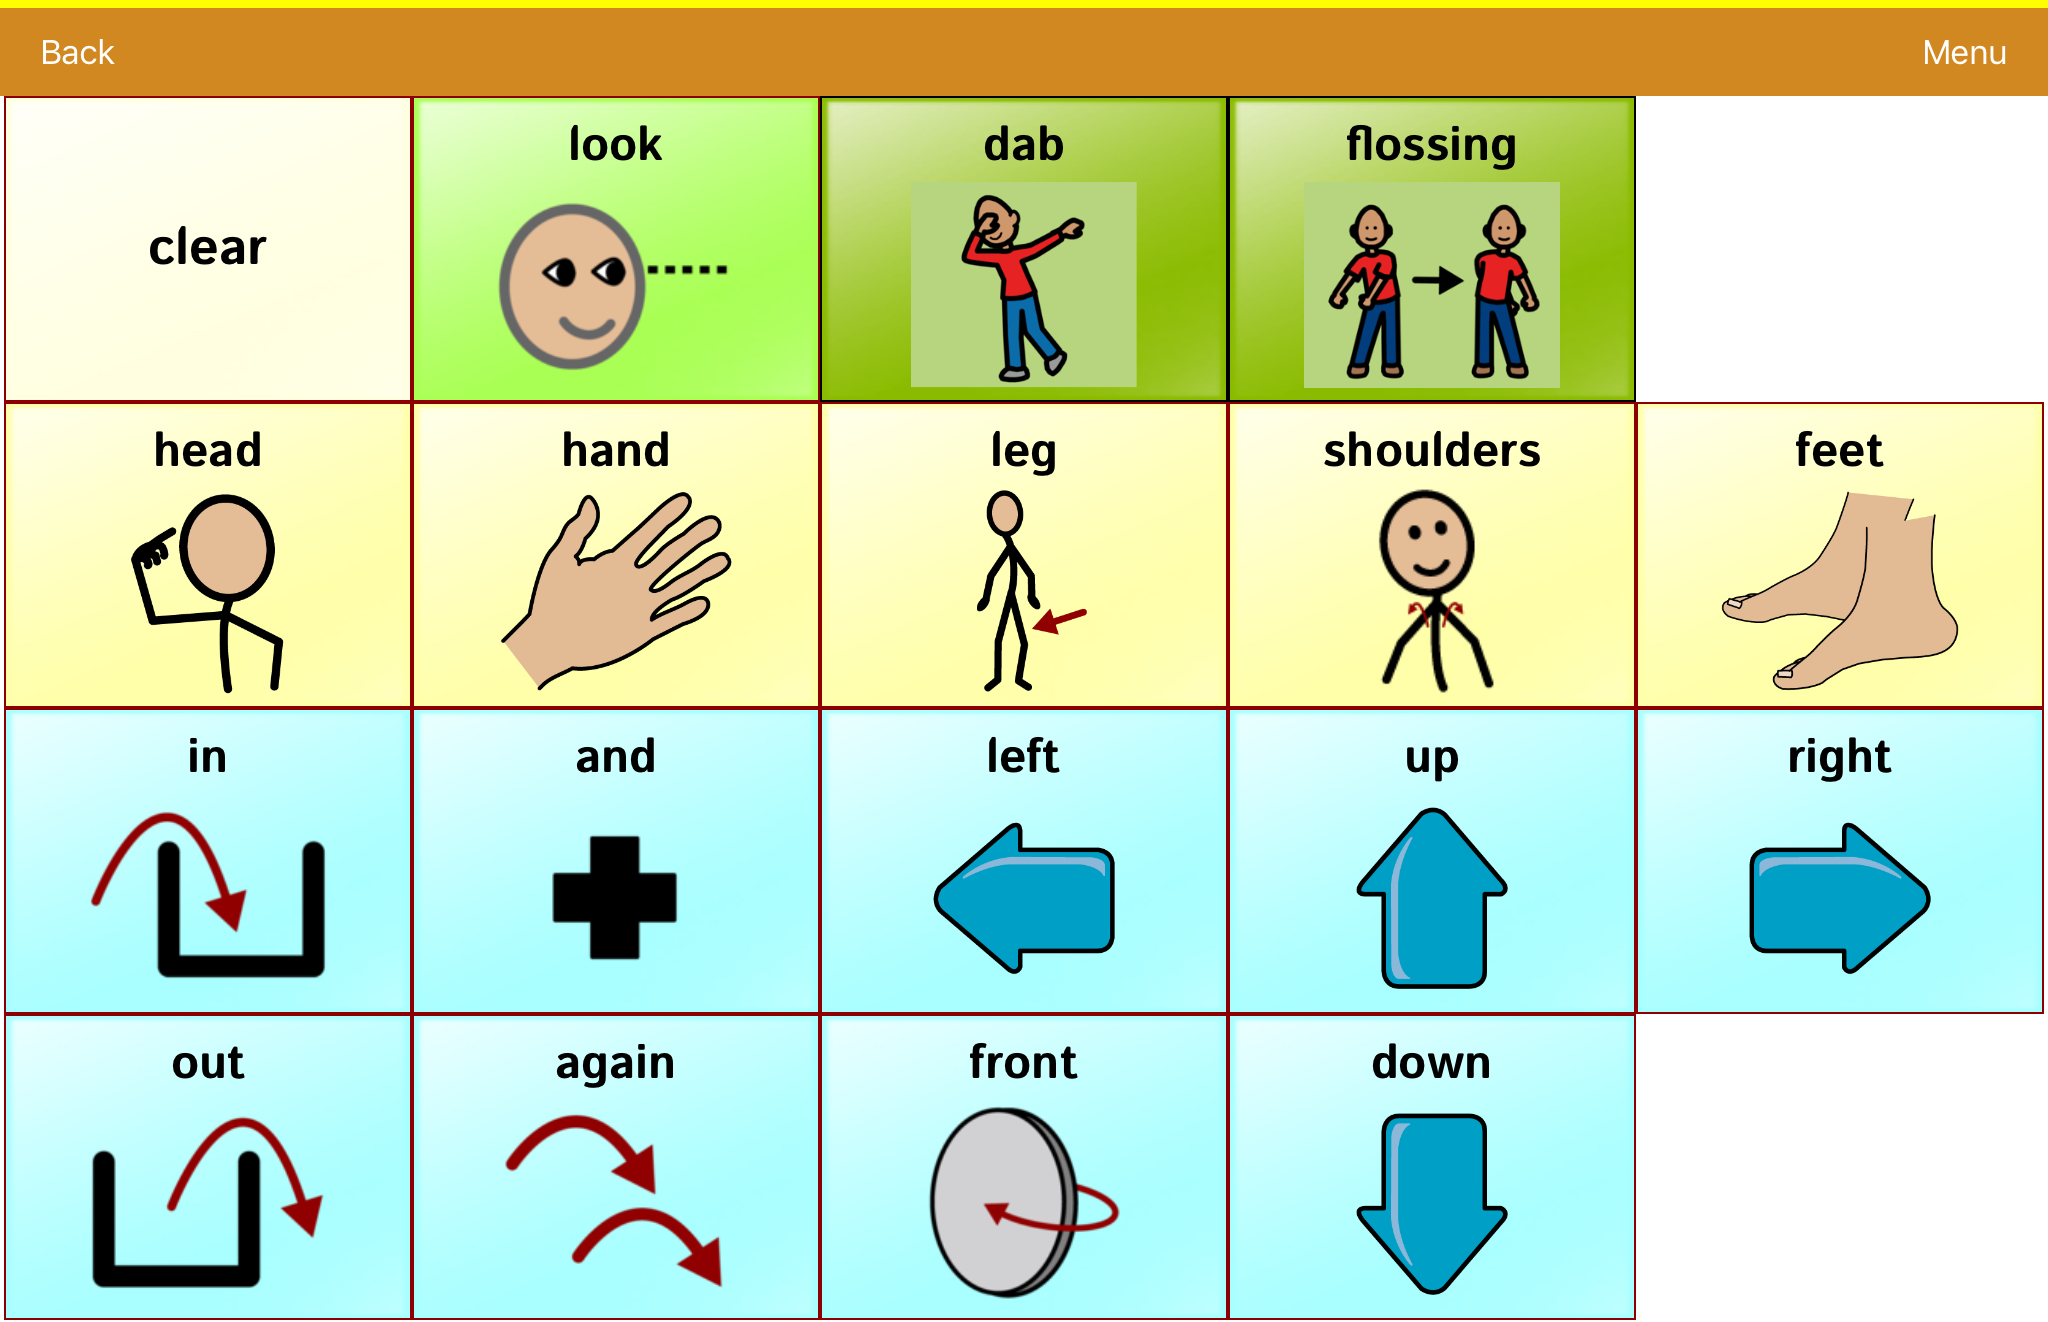 Back
Menu
clear
look
dab
flossing
head
hand
leg
shoulders
feet
in
and
left
up
right
out
again
front
down